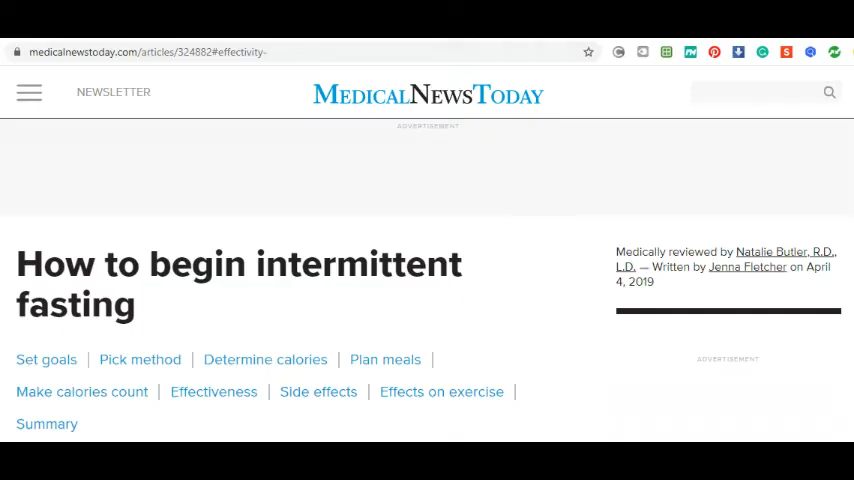 medicalnewstoday.com/articles/324882#effectivity-
NEWSLETTER
MEDICALNEWSTODAY
ADVERTISEMENT
How to begin intermittent
fasting
Medically reviewed by Natalie Butler, R.D.,
L.D. — Written by Jenna Fletcher on April
4, 2019
Set goals | Pick method | Determine calories | Plan meals |
Make calories count | Effectiveness | Side effects | Effects on exercise |
Summary
ADVERTISEMENT